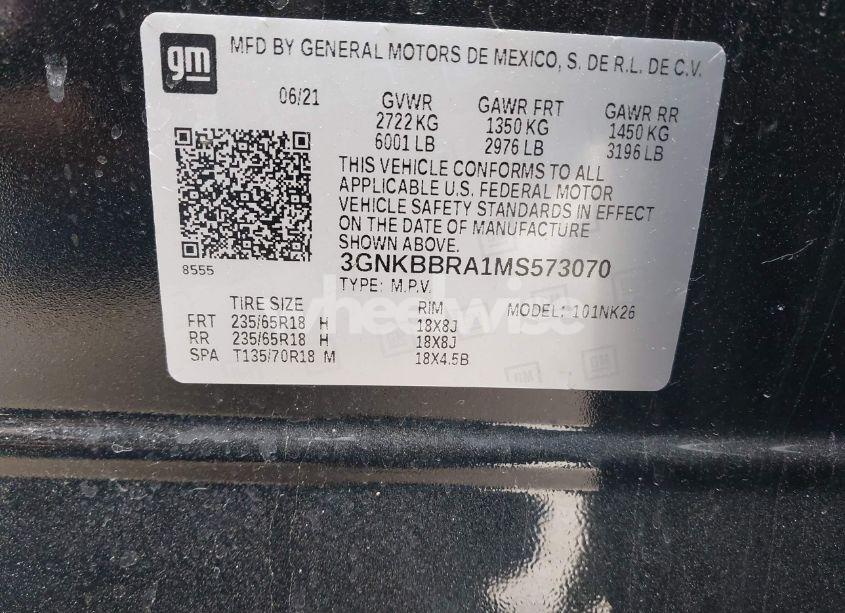 gm
MFD BY GENERAL MOTORS DE MEXICO, S. DE R.L. DE C.V.
06/21 GVWR GAWR FRT GAWR RR
2722 KG 1350 KG 1450 KG
6001 LB 2976 LB 3196 LB
THIS VEHICLE CONFORMS TO ALL
APPLICABLE U.S. FEDERAL MOTOR
VEHICLE SAFETY STANDARDS IN EFFECT
ON THE DATE OF MANUFACTURE
SHOWN ABOVE.
8555 3GNKBBRA1MS573070
TYPE: M.P.V.
TIRE SIZE RIM MODEL: 101NK26
FRT 235/65R18 H 18X8J
RR 235/65R18 H 18X8J
SPA T135/70R18 M 18X4.5B
wheelwise